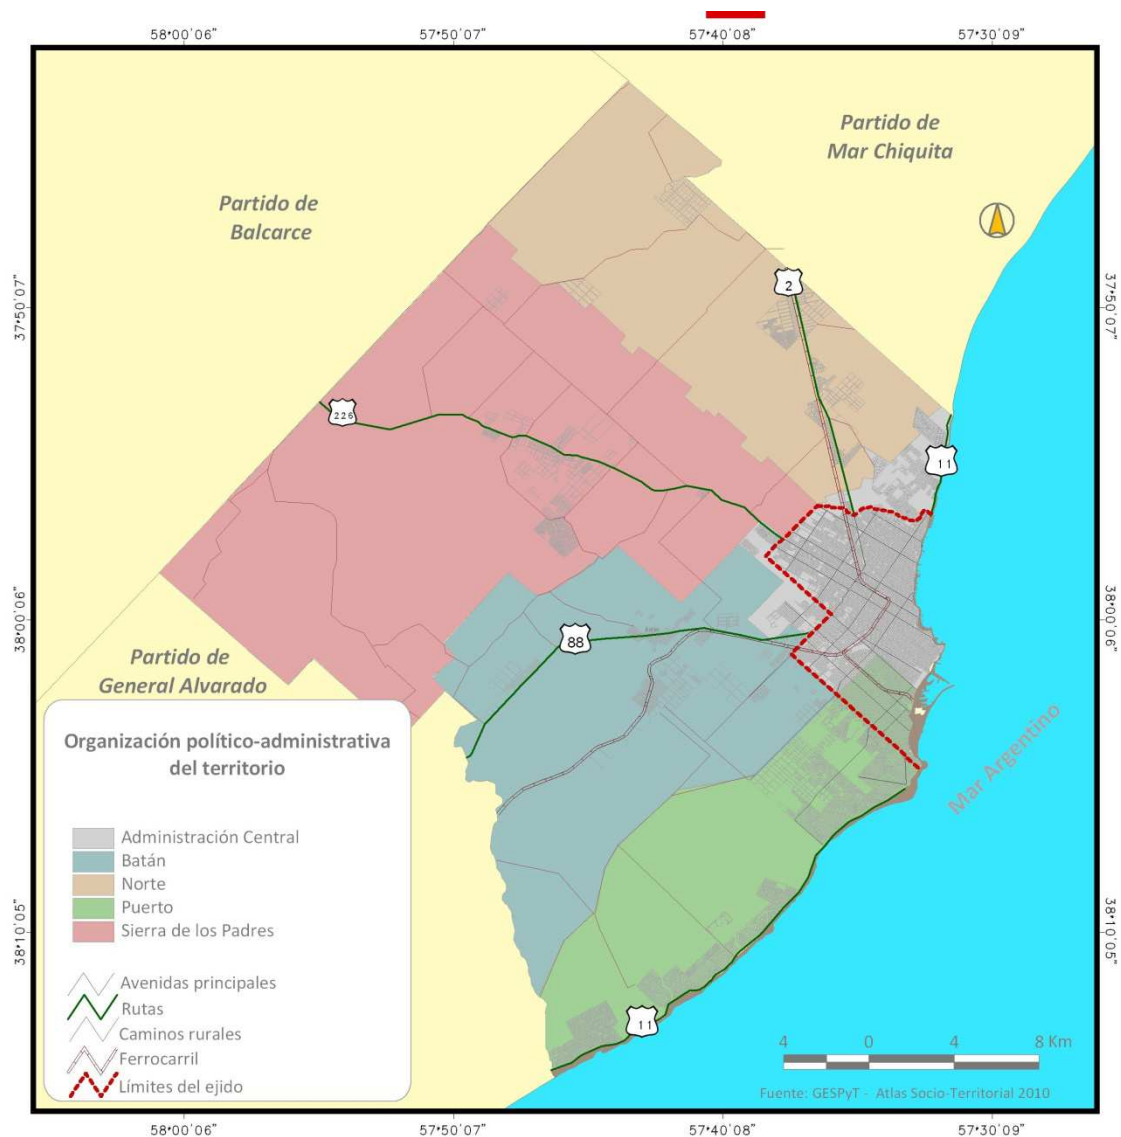 58°00'06"
57°50'07"
57°40'08"
57°30'09"
Partido de
Mar Chiquita
Partido de
Balcarce
2
37°50'07"
37°50'07"
226
11
38°00'06"
38°00'06"
88
Partido de
General Alvarado
Mar Argentino
Organización político-administrativa
del territorio
Administración Central
Batán
Norte
Puerto
Sierra de los Padres
38°10'05"
38°10'05"
Avenidas principales
Rutas
Caminos rurales
Ferrocarril
Límites del ejido
11
4 0 4 8 Km
Fuente: GESPyT - Atlas Socio-Territorial 2010
58°00'06"
57°50'07"
57°40'08"
57°30'09"